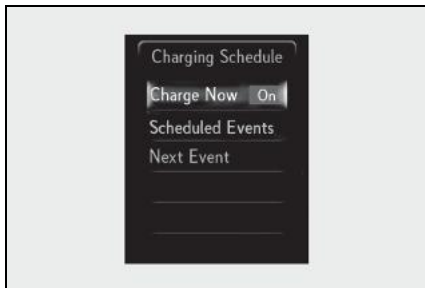 Charging Schedule
Charge Now On
Scheduled Events
Next Event